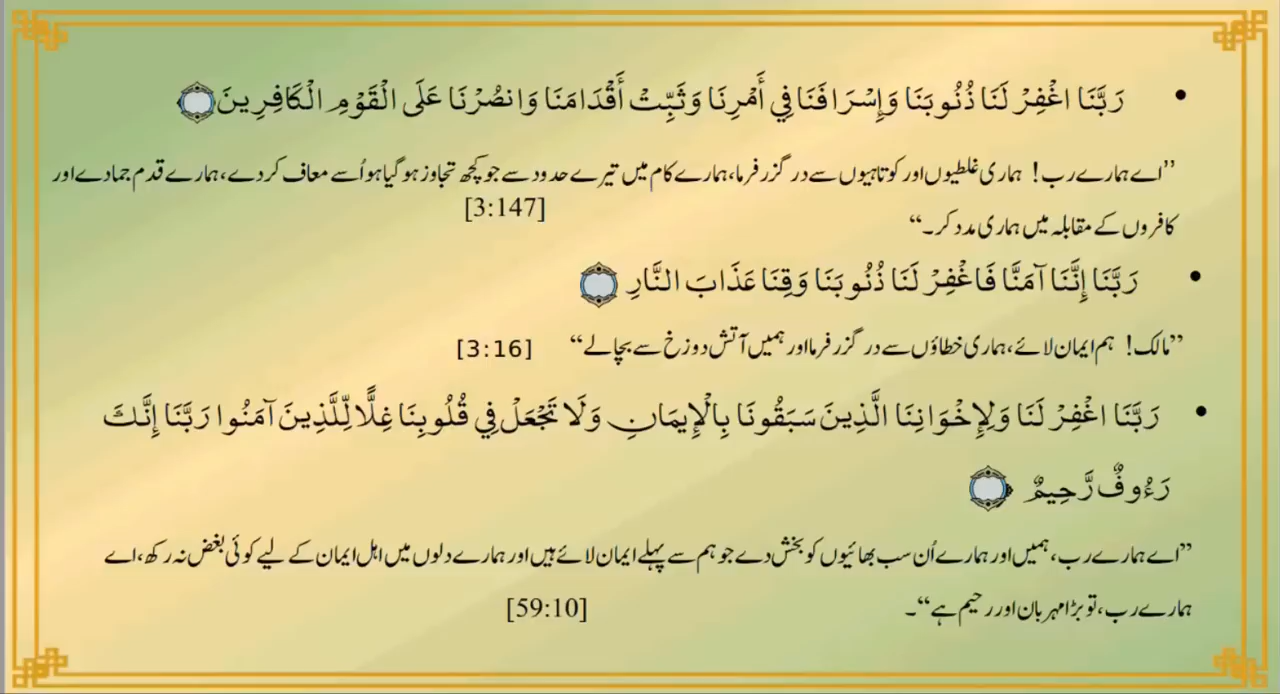 • رَبَّنَا اغْفِرْ لَنَا ذُنُوبَنَا وَإِسْرَافَنَا فِي أَمْرِنَا وَثَبِّتْ أَقْدَامَنَا وَانصُرْنَا عَلَى الْقَوْمِ الْكَافِرِينَ
”اے ہمارے رب! ہماری غلطیوں اور کوتاہیوں سے درگزر فرما، ہمارے کام میں تیرے حدود سے جو کچھ تجاوز ہوگیا ہو اُسے معاف کردے، ہمارے قدم جمادے اور
کافروں کے مقابلہ میں ہماری مدد کر۔“ [3:147]
• رَبَّنَا إِنَّنَا آمَنَّا فَاغْفِرْ لَنَا ذُنُوبَنَا وَقِنَا عَذَابَ النَّارِ
”مالک! ہم ایمان لائے، ہماری خطاؤں سے درگزر فرما اور ہمیں آتش دوزخ سے بچالے“ [3:16]
• رَبَّنَا اغْفِرْ لَنَا وَلِإِخْوَانِنَا الَّذِينَ سَبَقُونَا بِالْإِيمَانِ وَلَا تَجْعَلْ فِي قُلُوبِنَا غِلًّا لِّلَّذِينَ آمَنُوا رَبَّنَا إِنَّكَ
رَءُوفٌ رَّحِيمٌ
”اے ہمارے رب، ہمیں اور ہمارے اُن سب بھائیوں کو بخش دے جو ہم سے پہلے ایمان لائے ہیں اور ہمارے دلوں میں اہل ایمان کے لیے کوئی بغض نہ رکھ، اے
ہمارے رب، تو بڑا مہربان اور رحیم ہے“۔ [59:10]